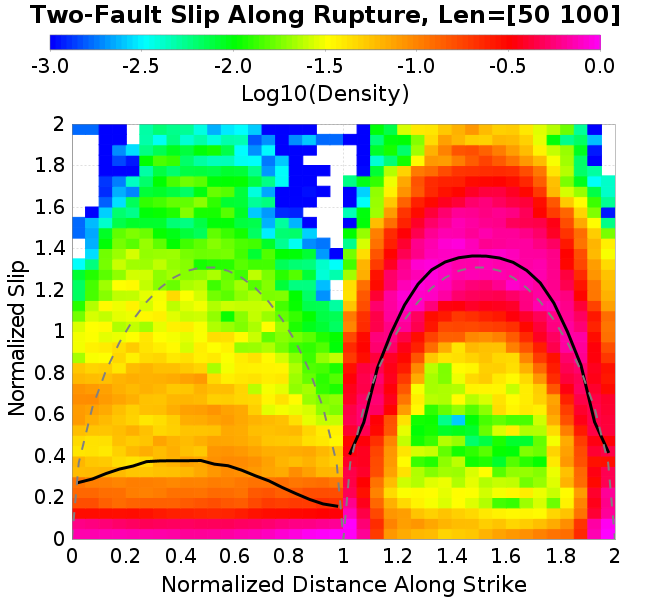 Two-Fault Slip Along Rupture, Len=[50 100]
-3.0 -2.5 -2.0 -1.5 -1.0 -0.5 0.0
Log10(Density)
Normalized Slip
2
1.8
1.6
1.4
1.2
1
0.8
0.6
0.4
0.2
0
0 0.2 0.4 0.6 0.8 1 1.2 1.4 1.6 1.8 2
Normalized Distance Along Strike